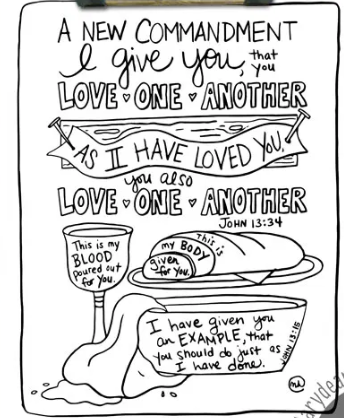 A NEW COMMANDMENT
I give you, that
you
LOVE ♥ ONE ♥ ANOTHER
AS I HAVE LOVED YOU,
you also
LOVE ♥ ONE ♥ ANOTHER
JOHN 13:34
This is my
BLOOD
poured out
for you.
This is
my BODY
given
for you.
I have given you
an EXAMPLE, that
you should do just as
I have done.
JOHN 13:15